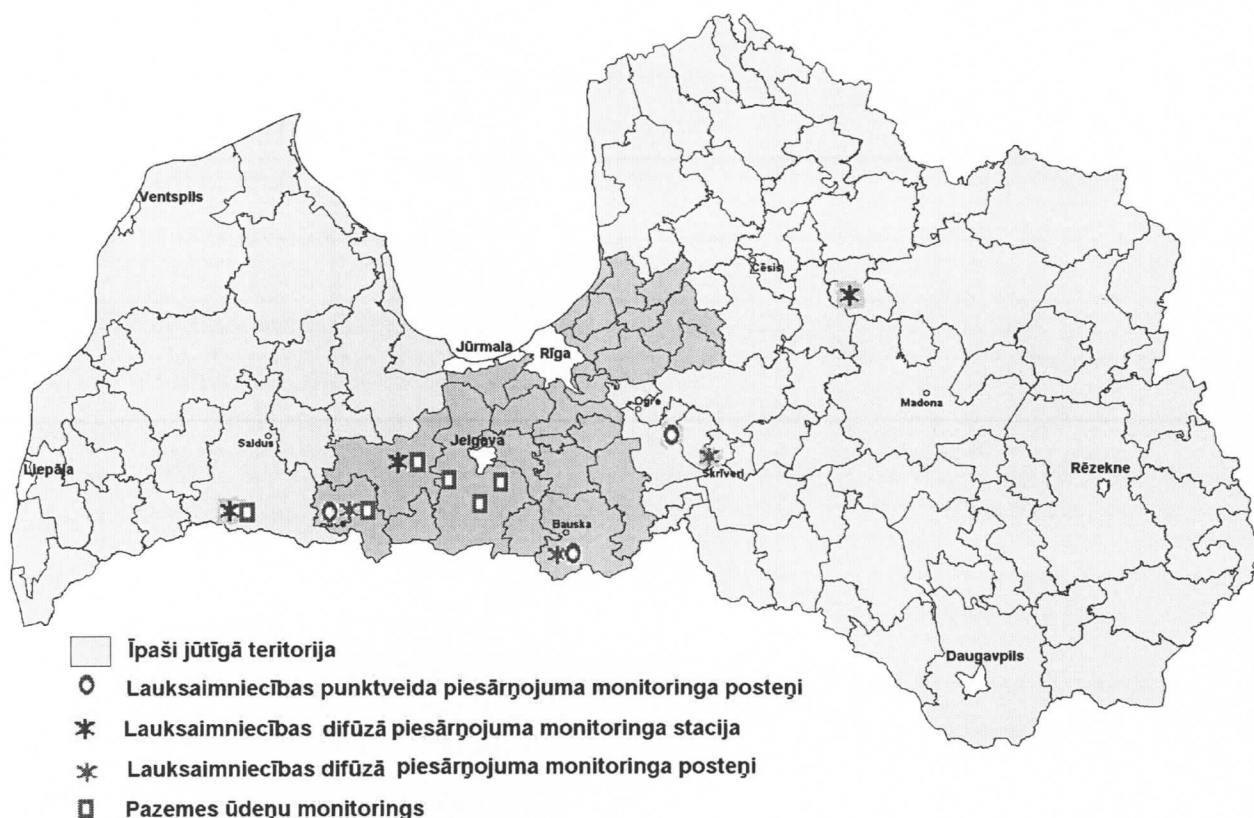 Ventspils
Cēsis
Jūrmala
Rīga
Ogre
Madona
Saldus
Jelgava
Liepāja
Skrīveri
Rēzekne
Bauska
Daugavpils
Īpaši jūtīgā teritorija
Lauksaimniecības punktveida piesārņojuma monitoringa posteņi
Lauksaimniecības difūzā piesārņojuma monitoringa stacija
Lauksaimniecības difūzā piesārņojuma monitoringa posteņi
Pazemes ūdeņu monitorings